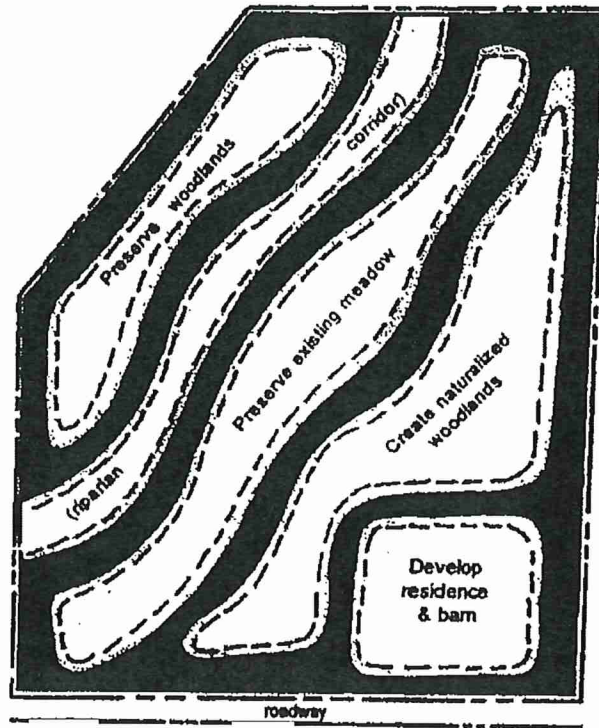 Preserve woodlands
(riparian corridor)
Preserve existing meadow
Create naturalized
woodlands
Develop
residence
& barn
roadway